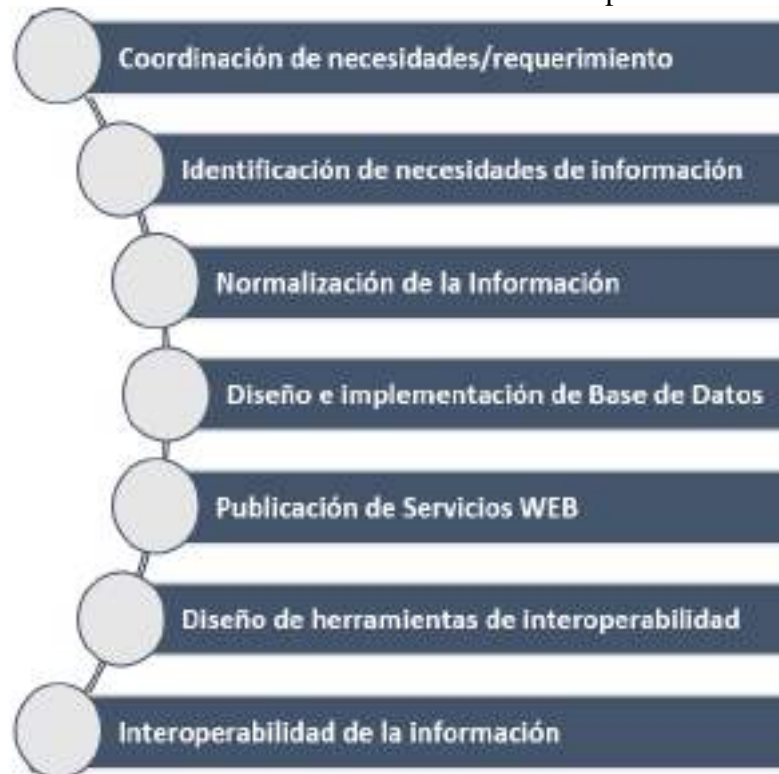 Coordinación de necesidades/requerimiento
Identificación de necesidades de información
Normalización de la Información
Diseño e implementación de Base de Datos
Publicación de Servicios WEB
Diseño de herramientas de interoperabilidad
Interoperabilidad de la información